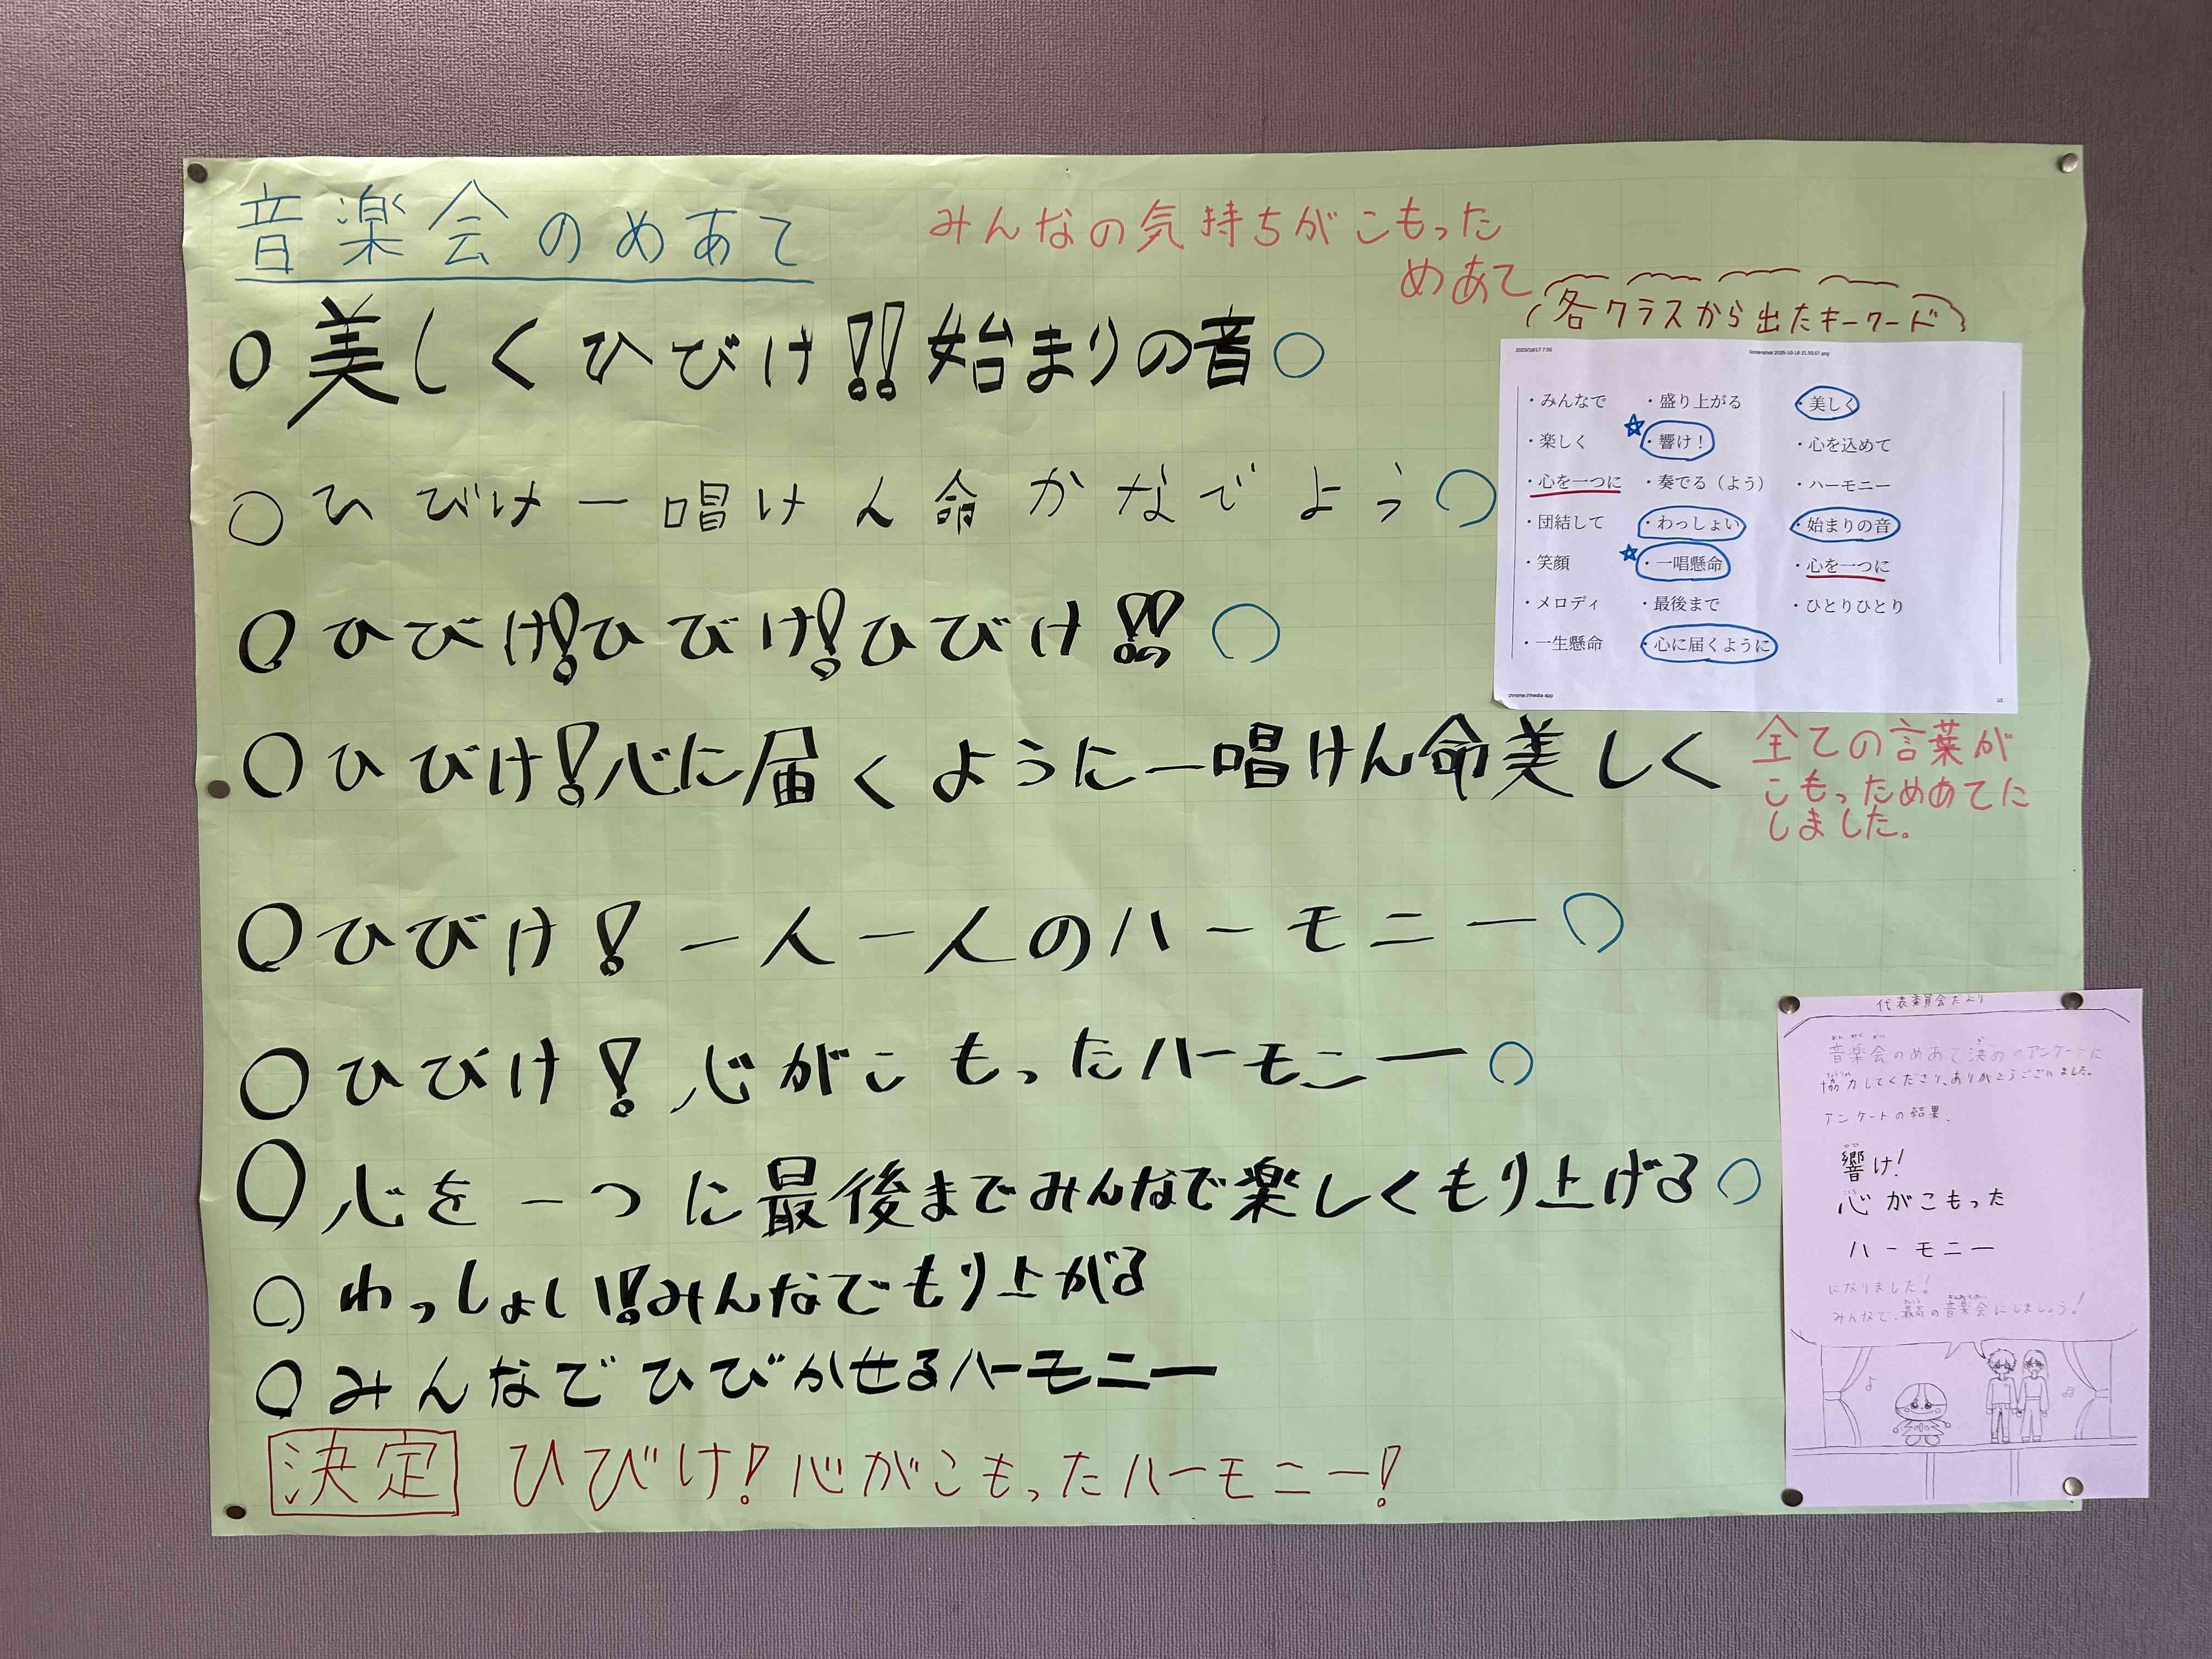 音楽会のめあて
みんなの気持ちがこもった
めあて
各クラスから出たキーワード
○美しくひびけ!!始まりの音○
○ひびけ一唱けん命かなでよう○
○ひびけ!ひびけ!ひびけ!!!○
○ひびけ!心に届くように一唱けん命美しく
○ひびけ!一人一人のハーモニー○
○ひびけ!心がこもったハーモニー○
○心を一つに最後までみんなで楽しくもり上げる○
○わっしょい!!みんなでもり上がる
○みんなでひびかせるハーモニー
決定 ひびけ!心がこもったハーモニー!
2025/10/17 7:55
Screenshot 2025-10-16 21.50.57.png
・みんなで ・盛り上がる ・美しく
・楽しく ☆・響け! ・心を込めて
・心を一つに ・奏でる（よう） ・ハーモニー
・団結して ・わっしょい ・始まりの音
・笑顔 ☆・一唱懸命 ・心を一つに
・メロディ ・最後まで ・ひとりひとり
・一生懸命 ・心に届くように
chrome://media-app
1/1
全ての言葉が
こもっためあてに
しました。
代表委員会だより
音楽会のめあて決めのアンケートに
協力してくださり、ありがとうございました。
アンケートの結果、
響け!
心がこもった
ハーモニー
になりました!
みんなで、最高の音楽会にしましょう!